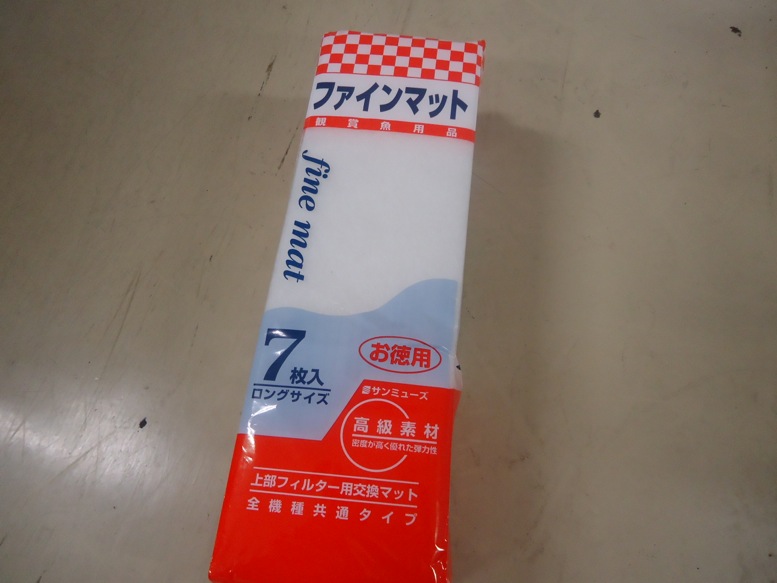 ファインマット
観賞魚用品
fine mat
7枚入
ロングサイズ
お徳用
サンミューズ
高級素材
密度が高く優れた弾力性
上部フィルター用交換マット
全機種共通タイプ